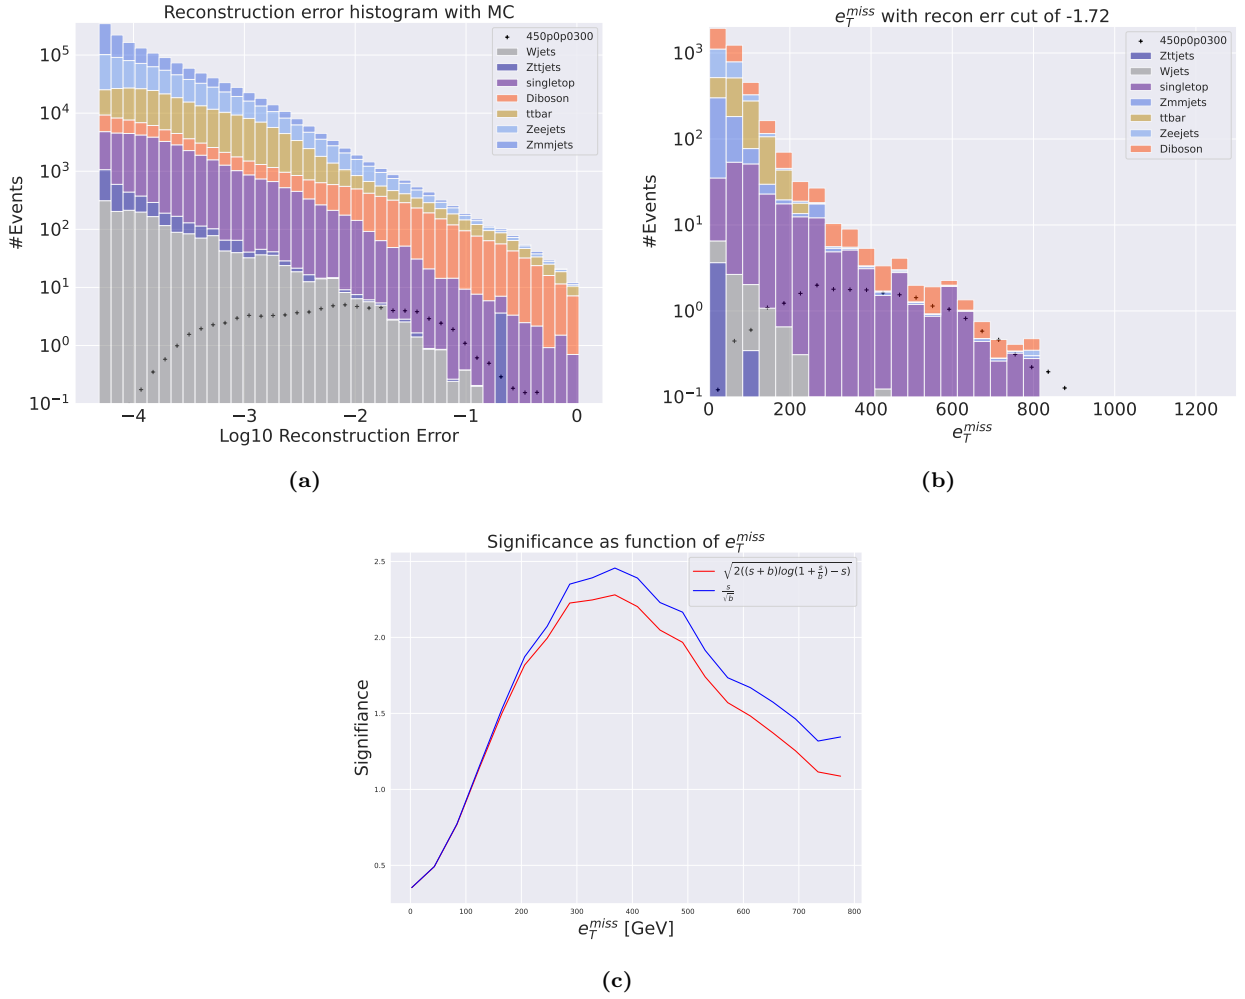 Reconstruction error histogram with MC
#Events
10^5
10^4
10^3
10^2
10^1
10^0
10^−1
450p0p0300
Wjets
Zttjets
singletop
Diboson
ttbar
Zeejets
Zmmjets
−4 −3 −2 −1 0
Log10 Reconstruction Error
(a)
e_T^{miss} with recon err cut of -1.72
#Events
10^3
10^2
10^1
10^0
10^−1
450p0p0300
Zttjets
Wjets
singletop
Zmmjets
ttbar
Zeejets
Diboson
0 200 400 600 800 1000 1200
e_T^{miss}
(b)
Significance as function of e_T^{miss}
Signifiance
2.5
2.0
1.5
1.0
0.5
√2((s+b)log(1+s/b)−s)
s/√b
0 100 200 300 400 500 600 700 800
e_T^{miss} [GeV]
(c)